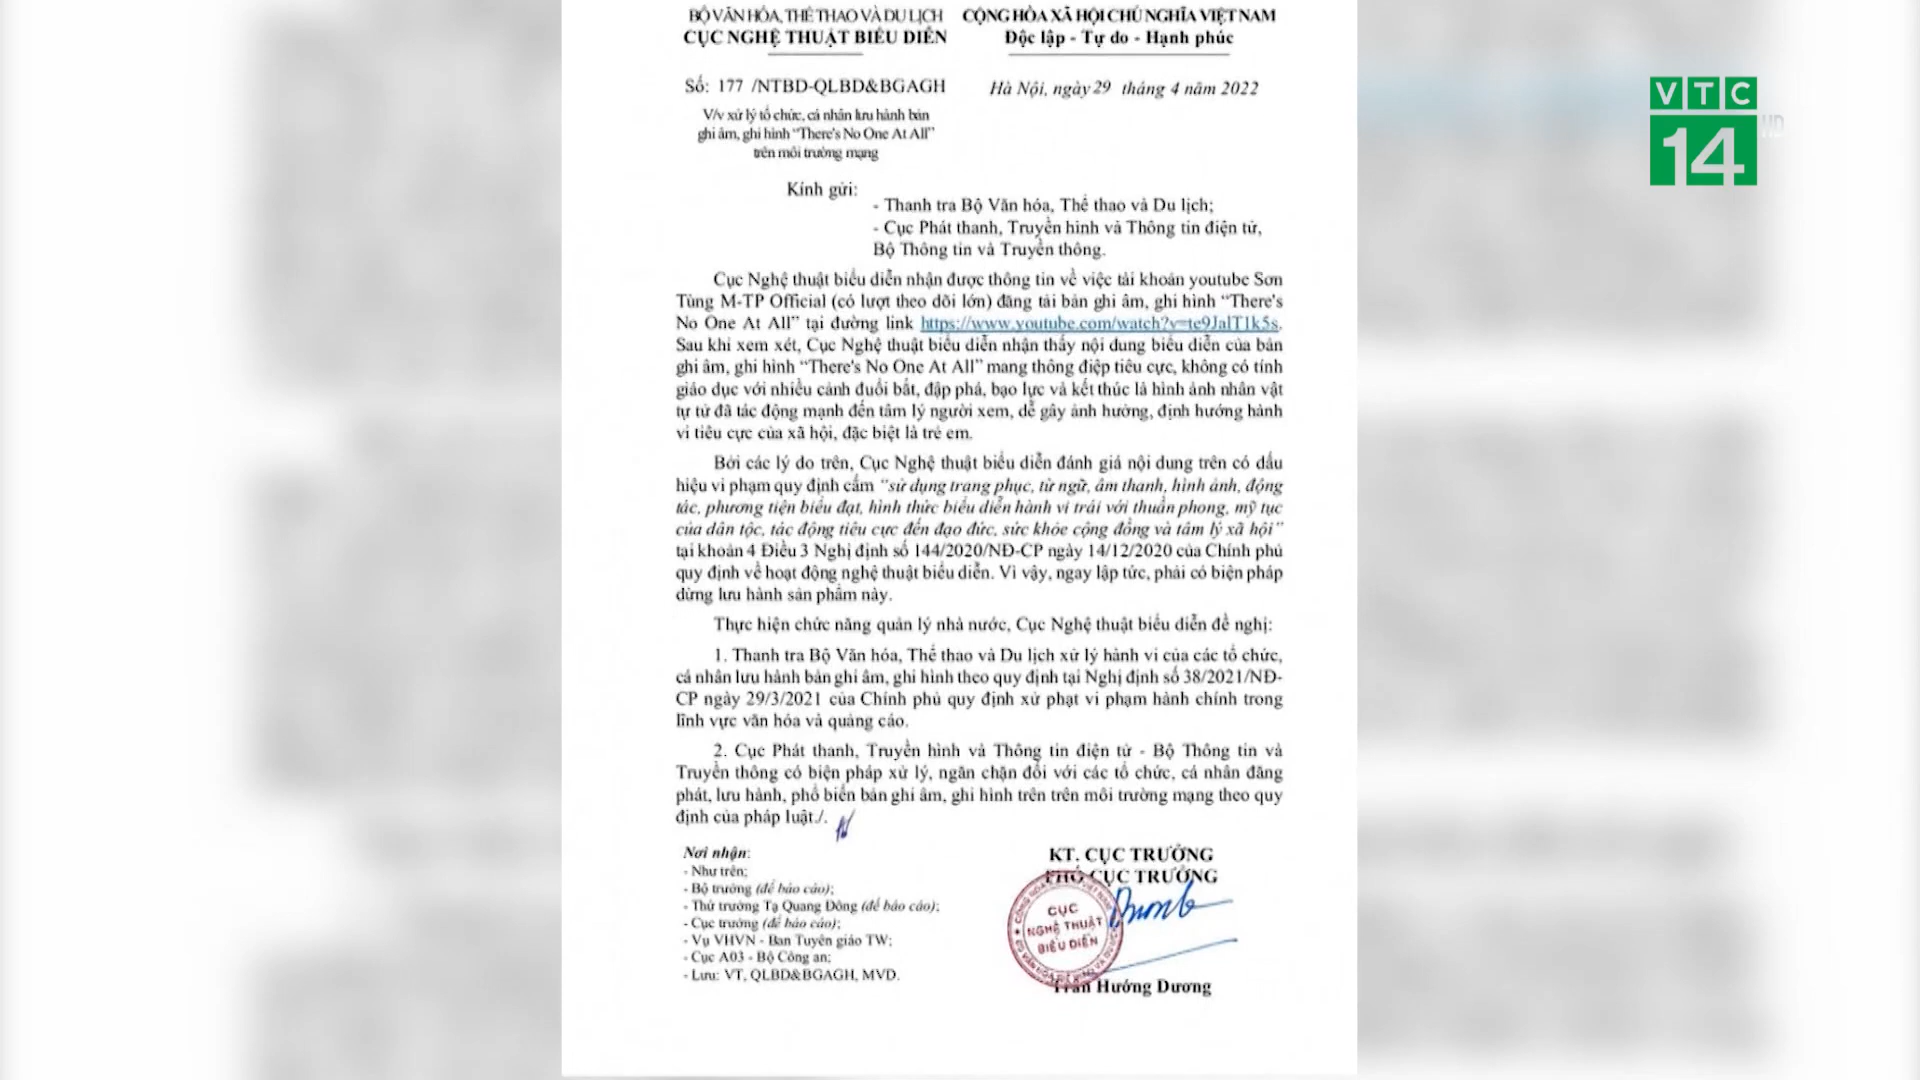 BỘ VĂN HÓA, THỂ THAO VÀ DU LỊCH
CỤC NGHỆ THUẬT BIỂU DIỄN
CỘNG HÒA XÃ HỘI CHỦ NGHĨA VIỆT NAM
Độc lập - Tự do - Hạnh phúc
Số: 177 /NTBD-QLBD&BGAGH
Hà Nội, ngày 29 tháng 4 năm 2022
V/v xử lý tổ chức, cá nhân lưu hành bản
ghi âm, ghi hình “There's No One At All”
trên môi trường mạng
VTC
14
HD
Kính gửi:
- Thanh tra Bộ Văn hóa, Thể thao và Du lịch;
- Cục Phát thanh, Truyền hình và Thông tin điện tử,
Bộ Thông tin và Truyền thông.
Cục Nghệ thuật biểu diễn nhận được thông tin về việc tài khoản youtube Sơn
Tùng M-TP Official (có lượt theo dõi lớn) đăng tải bản ghi âm, ghi hình “There's
No One At All” tại đường link https://www.youtube.com/watch?v=te9JalT1k5s.
Sau khi xem xét, Cục Nghệ thuật biểu diễn nhận thấy nội dung biểu diễn của bản
ghi âm, ghi hình “There's No One At All” mang thông điệp tiêu cực, không có tính
giáo dục với nhiều cảnh đuổi bắt, đập phá, bạo lực và kết thúc là hình ảnh nhân vật
tự tử đã tác động mạnh đến tâm lý người xem, dễ gây ảnh hưởng, định hướng hành
vi tiêu cực của xã hội, đặc biệt là trẻ em.
Bởi các lý do trên, Cục Nghệ thuật biểu diễn đánh giá nội dung trên có dấu
hiệu vi phạm quy định cấm “sử dụng trang phục, từ ngữ, âm thanh, hình ảnh, động
tác, phương tiện biểu đạt, hình thức biểu diễn hành vi trái với thuần phong, mỹ tục
của dân tộc, tác động tiêu cực đến đạo đức, sức khỏe cộng đồng và tâm lý xã hội”
tại khoản 4 Điều 3 Nghị định số 144/2020/NĐ-CP ngày 14/12/2020 của Chính phủ
quy định về hoạt động nghệ thuật biểu diễn. Vì vậy, ngay lập tức, phải có biện pháp
dừng lưu hành sản phẩm này.
Thực hiện chức năng quản lý nhà nước, Cục Nghệ thuật biểu diễn đề nghị:
1. Thanh tra Bộ Văn hóa, Thể thao và Du lịch xử lý hành vi của các tổ chức,
cá nhân lưu hành bản ghi âm, ghi hình theo quy định tại Nghị định số 38/2021/NĐ-
CP ngày 29/3/2021 của Chính phủ quy định xử phạt vi phạm hành chính trong
lĩnh vực văn hóa và quảng cáo.
2. Cục Phát thanh, Truyền hình và Thông tin điện tử - Bộ Thông tin và
Truyền thông có biện pháp xử lý, ngăn chặn đối với các tổ chức, cá nhân đăng
phát, lưu hành, phổ biến bản ghi âm, ghi hình trên trên môi trường mạng theo quy
định của pháp luật./.
Nơi nhận:
- Như trên;
- Bộ trưởng (để báo cáo);
- Thứ trưởng Tạ Quang Đông (để báo cáo);
- Cục trưởng (để báo cáo);
- Vụ VHVN - Ban Tuyên giáo TW;
- Cục A03 - Bộ Công an;
- Lưu: VT, QLBD&BGAGH, MVD.
KT. CỤC TRƯỞNG
PHÓ CỤC TRƯỞNG
CỤC
NGHỆ THUẬT
BIỂU DIỄN
Trần Hướng Dương